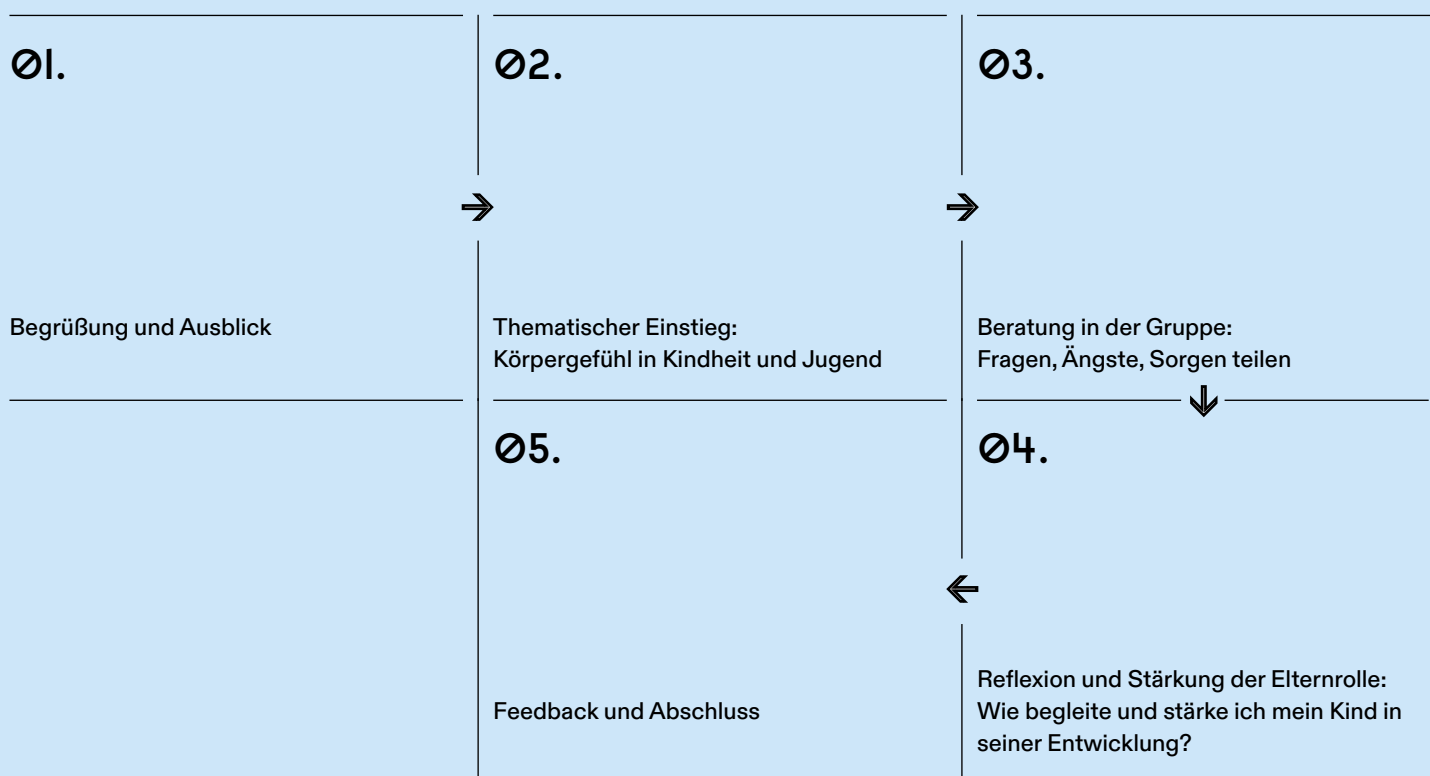 01.
Begrüßung und Ausblick
02.
Thematischer Einstieg:
Körpergefühl in Kindheit und Jugend
03.
Beratung in der Gruppe:
Fragen, Ängste, Sorgen teilen
04.
Reflexion und Stärkung der Elternrolle:
Wie begleite und stärke ich mein Kind in
seiner Entwicklung?
05.
Feedback und Abschluss